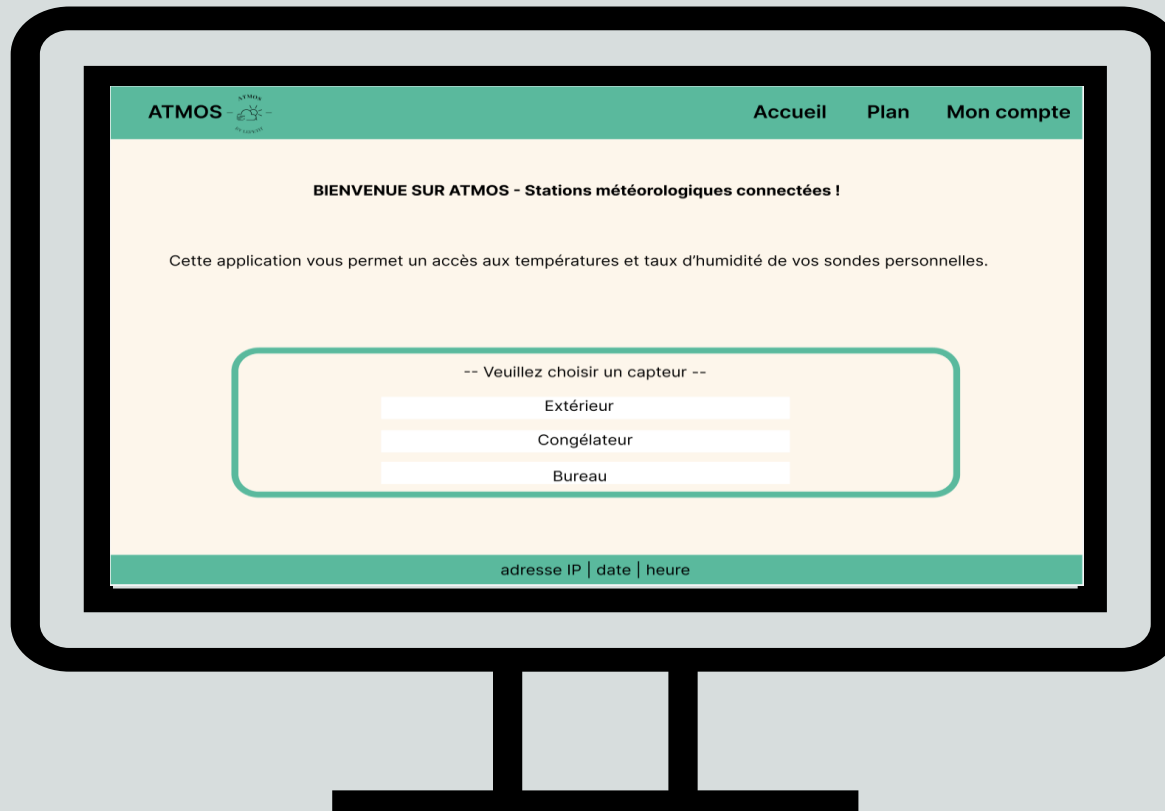 ATMOS
ATMOS
Accueil Plan Mon compte
BIENVENUE SUR ATMOS - Stations météorologiques connectées !
Cette application vous permet un accès aux températures et taux d'humidité de vos sondes personnelles.
-- Veuillez choisir un capteur --
Extérieur
Congélateur
Bureau
adresse IP | date | heure